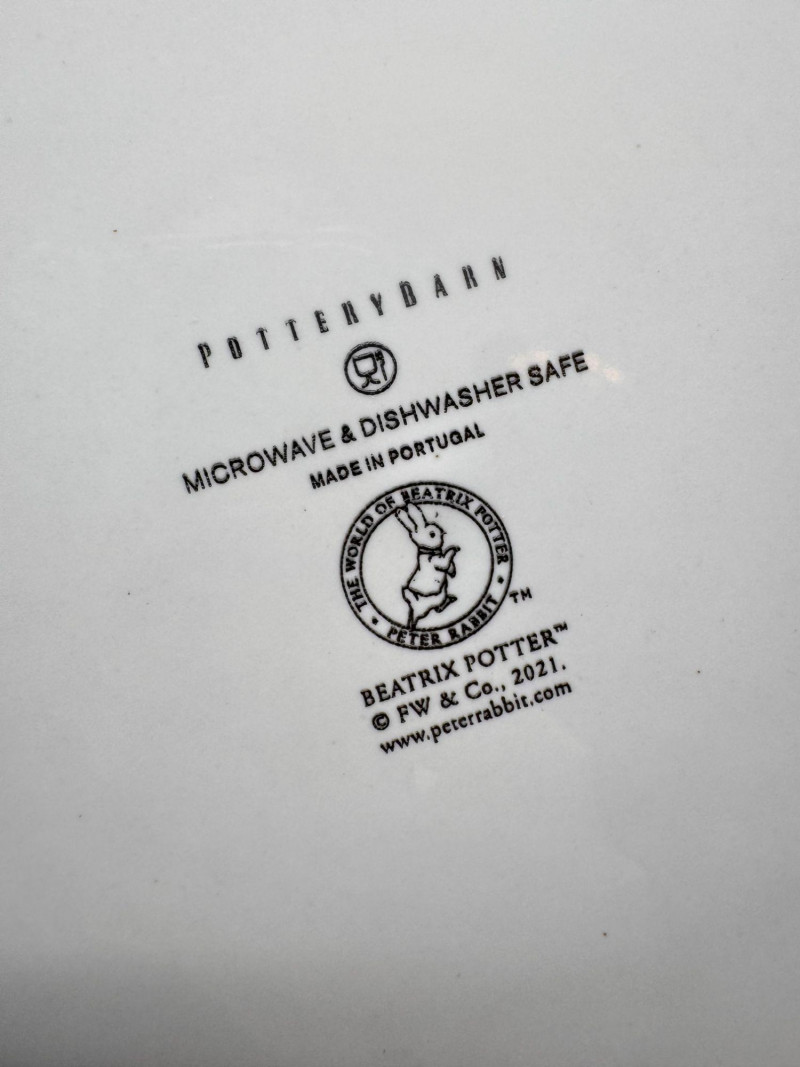 POTTERYBARN
MICROWAVE & DISHWASHER SAFE
MADE IN PORTUGAL
THE WORLD OF BEATRIX POTTER
• PETER RABBIT •
TM
BEATRIX POTTER™
© FW & Co., 2021.
www.peterrabbit.com